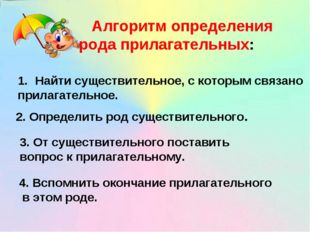 Алгоритм определения
рода прилагательных:
1. Найти существительное, с которым связано
прилагательное.
2. Определить род существительного.
3. От существительного поставить
вопрос к прилагательному.
4. Вспомнить окончание прилагательного
в этом роде.